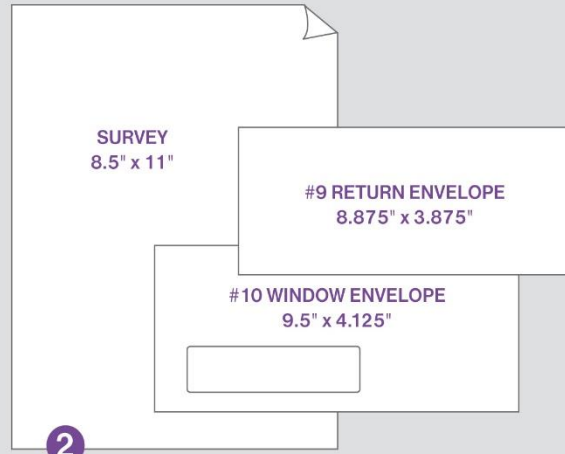 SURVEY
8.5" x 11"
#9 RETURN ENVELOPE
8.875" x 3.875"
#10 WINDOW ENVELOPE
9.5" x 4.125"
2